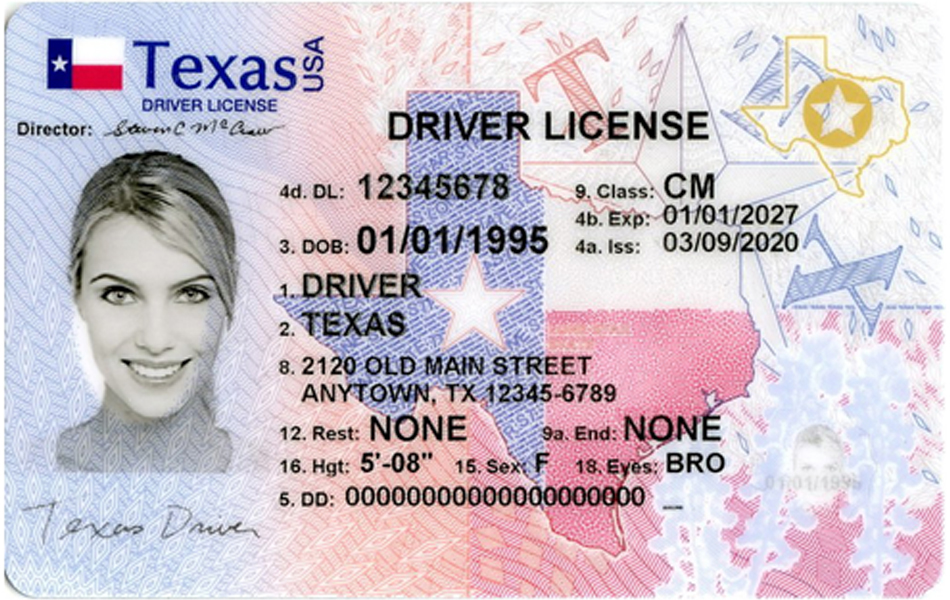 Texas USA
DRIVER LICENSE
Director: Steven C McCraw
DRIVER LICENSE
4d. DL: 12345678 9. Class: CM
4b. Exp: 01/01/2027
3. DOB: 01/01/1995 4a. Iss: 03/09/2020
1. DRIVER
2. TEXAS
8. 2120 OLD MAIN STREET
ANYTOWN, TX 12345-6789
12. Rest: NONE 9a. End: NONE
16. Hgt: 5'-08" 15. Sex: F 18. Eyes: BRO
5. DD: 00000000000000000000
Texas Driver
01/01/1995